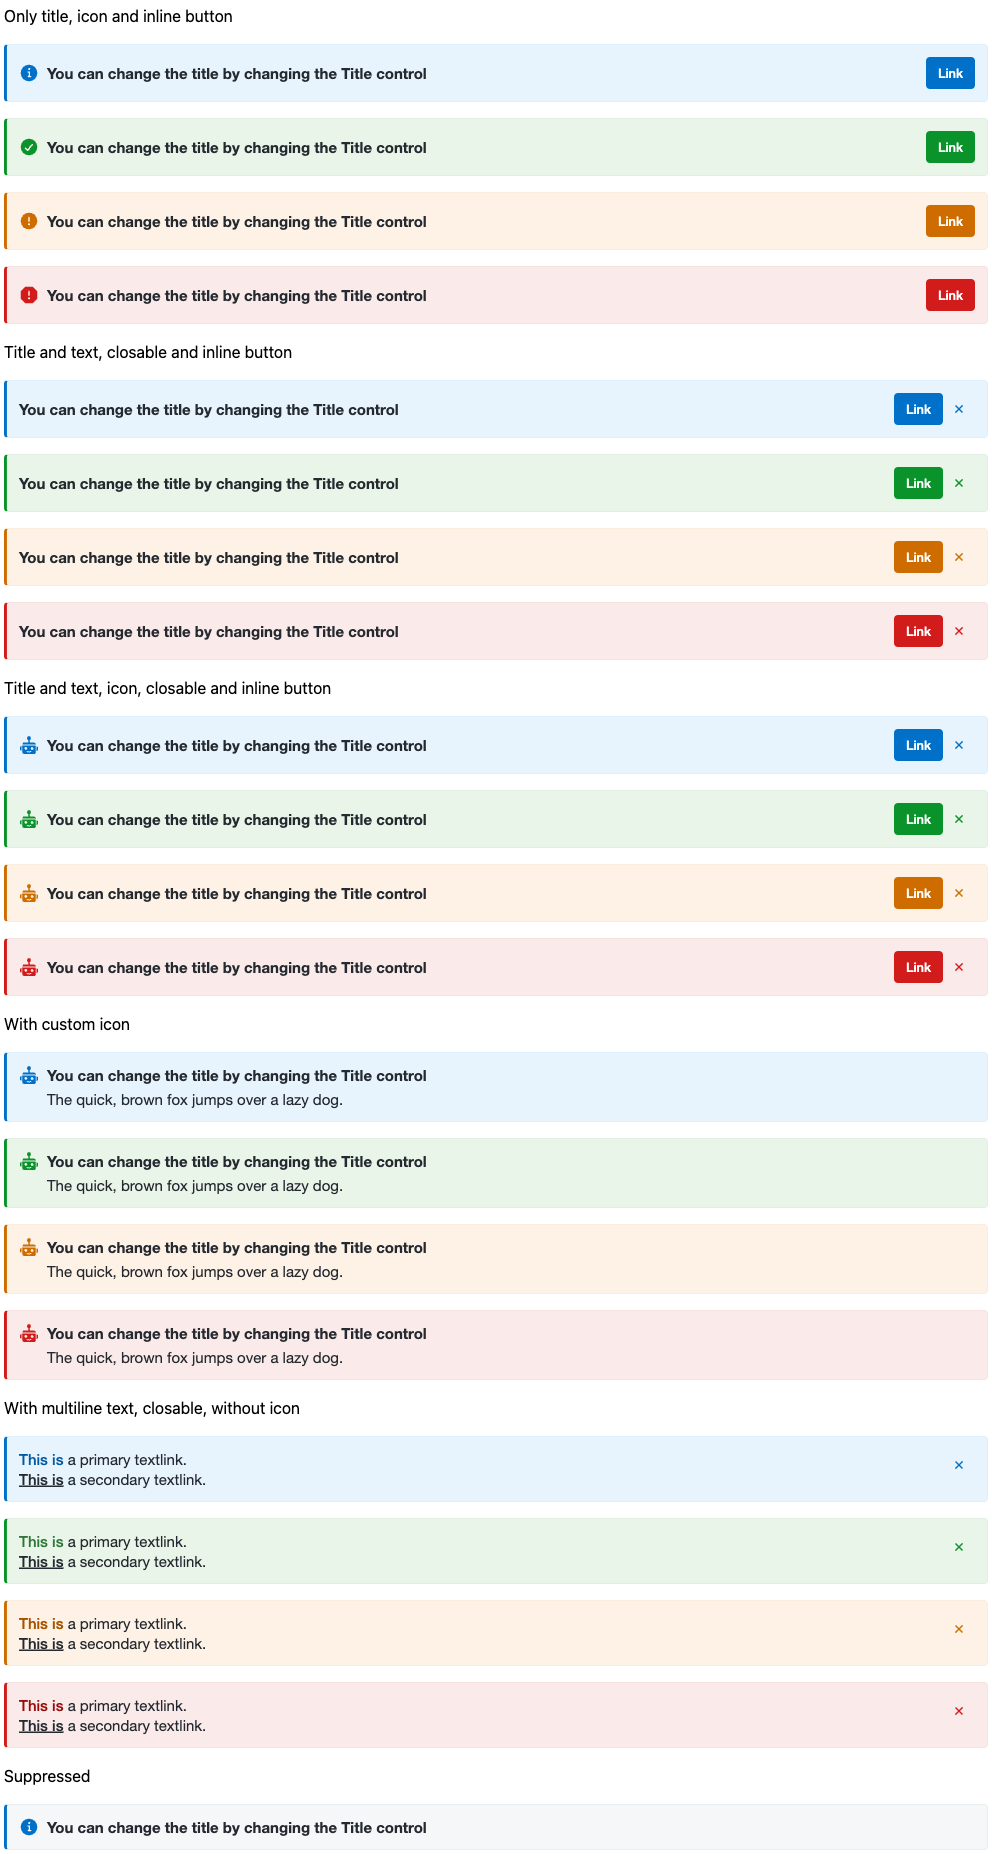 Only title, icon and inline button
You can change the title by changing the Title control Link
You can change the title by changing the Title control Link
You can change the title by changing the Title control Link
You can change the title by changing the Title control Link
Title and text, closable and inline button
You can change the title by changing the Title control Link
You can change the title by changing the Title control Link
You can change the title by changing the Title control Link
You can change the title by changing the Title control Link
Title and text, icon, closable and inline button
You can change the title by changing the Title control Link
You can change the title by changing the Title control Link
You can change the title by changing the Title control Link
You can change the title by changing the Title control Link
With custom icon
You can change the title by changing the Title control
The quick, brown fox jumps over a lazy dog.
You can change the title by changing the Title control
The quick, brown fox jumps over a lazy dog.
You can change the title by changing the Title control
The quick, brown fox jumps over a lazy dog.
You can change the title by changing the Title control
The quick, brown fox jumps over a lazy dog.
With multiline text, closable, without icon
This is a primary textlink.
This is a secondary textlink.
This is a primary textlink.
This is a secondary textlink.
This is a primary textlink.
This is a secondary textlink.
This is a primary textlink.
This is a secondary textlink.
Suppressed
You can change the title by changing the Title control